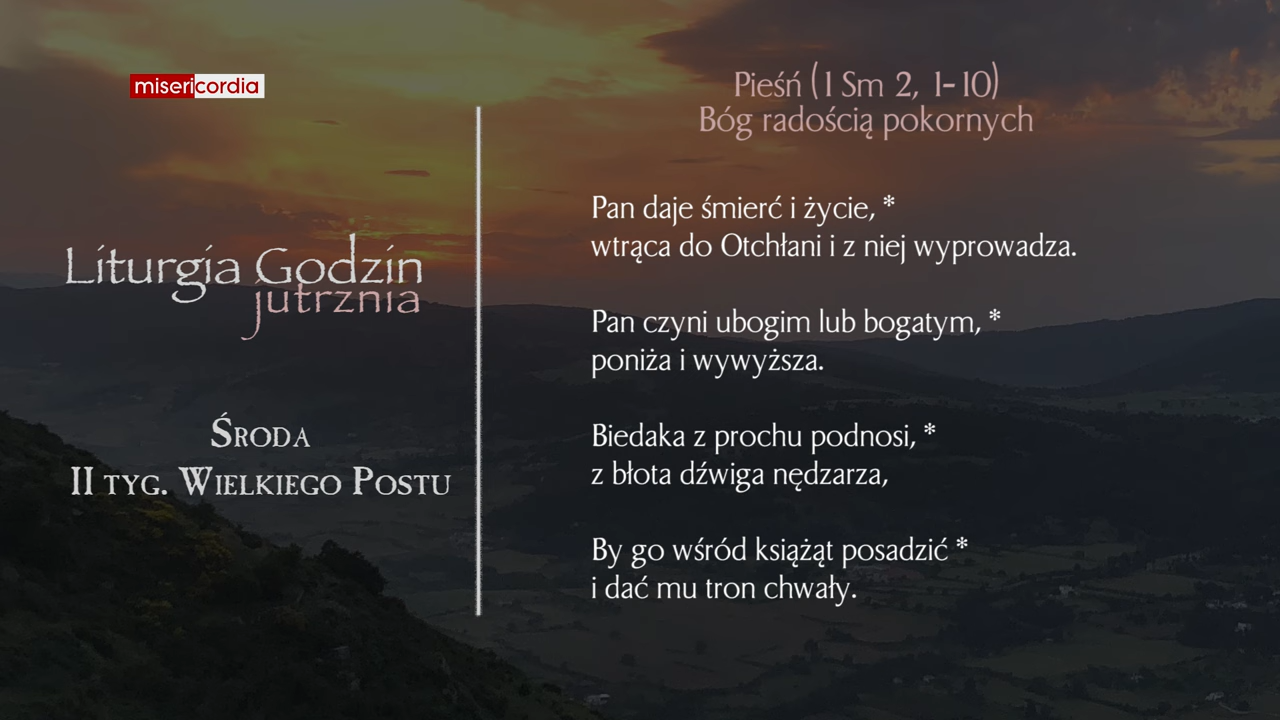 misericordia
Liturgia Godzin
jutrznia
Środa
II tyg. Wielkiego Postu
Pieśń (1 Sm 2, 1-10)
Bóg radością pokornych
Pan daje śmierć i życie, *
wtrąca do Otchłani i z niej wyprowadza.
Pan czyni ubogim lub bogatym, *
poniża i wywyższa.
Biedaka z prochu podnosi, *
z błota dźwiga nędzarza,
By go wśród książąt posadzić *
i dać mu tron chwały.